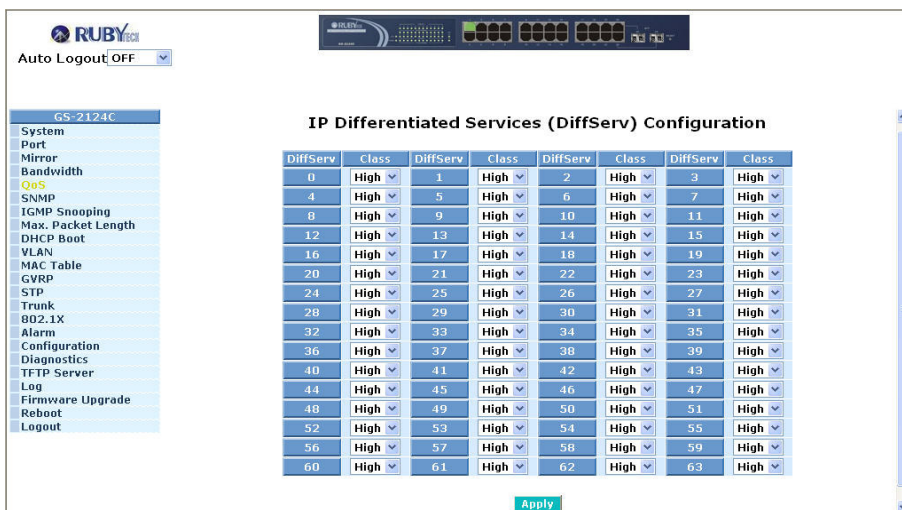 RUBYTECH
Auto Logout OFF
GS-2124C
System
Port
Mirror
Bandwidth
QoS
SNMP
IGMP Snooping
Max. Packet Length
DHCP Boot
VLAN
MAC Table
GVRP
STP
Trunk
802.1X
Alarm
Configuration
Diagnostics
TFTP Server
Log
Firmware Upgrade
Reboot
Logout
IP Differentiated Services (DiffServ) Configuration
DiffServ Class DiffServ Class DiffServ Class DiffServ Class
0 High 1 High 2 High 3 High
4 High 5 High 6 High 7 High
8 High 9 High 10 High 11 High
12 High 13 High 14 High 15 High
16 High 17 High 18 High 19 High
20 High 21 High 22 High 23 High
24 High 25 High 26 High 27 High
28 High 29 High 30 High 31 High
32 High 33 High 34 High 35 High
36 High 37 High 38 High 39 High
40 High 41 High 42 High 43 High
44 High 45 High 46 High 47 High
48 High 49 High 50 High 51 High
52 High 53 High 54 High 55 High
56 High 57 High 58 High 59 High
60 High 61 High 62 High 63 High
Apply